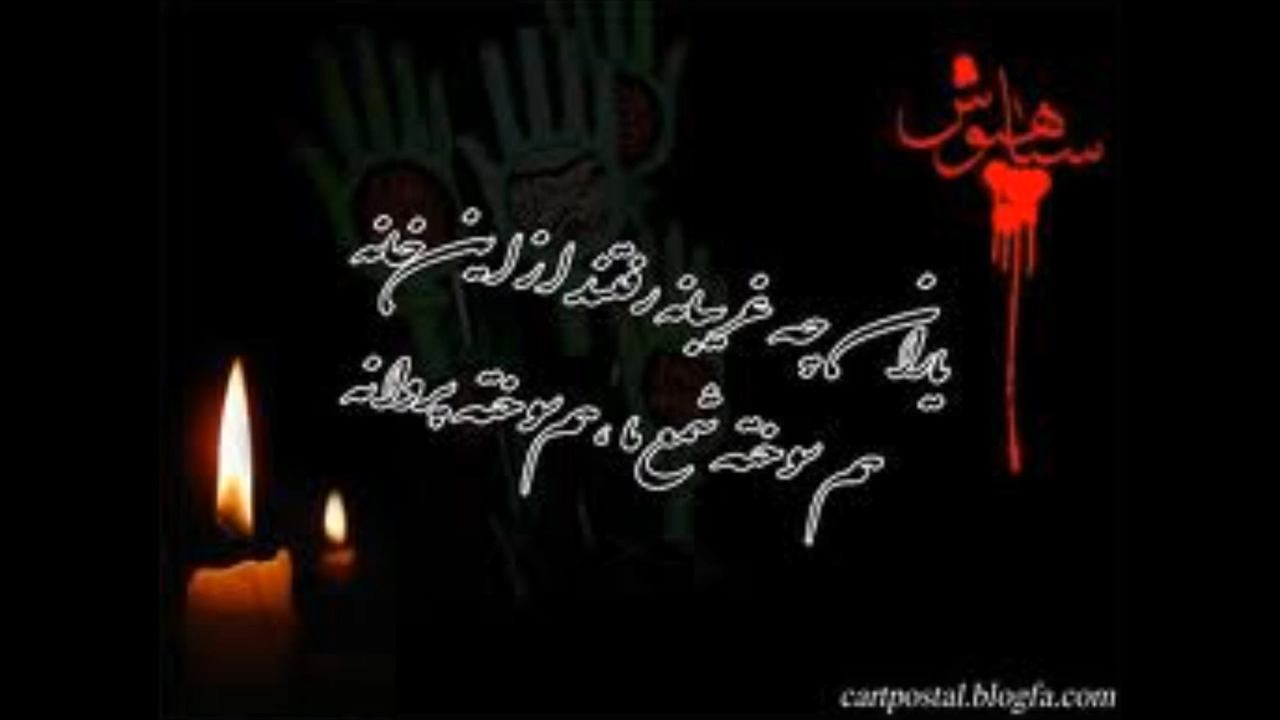 سیاهپوش
یاران چه غریبانه رفتند از این خانه
هم سوخته شمع ما، هم سوخته پروانه
cartpostal.blogfa.com